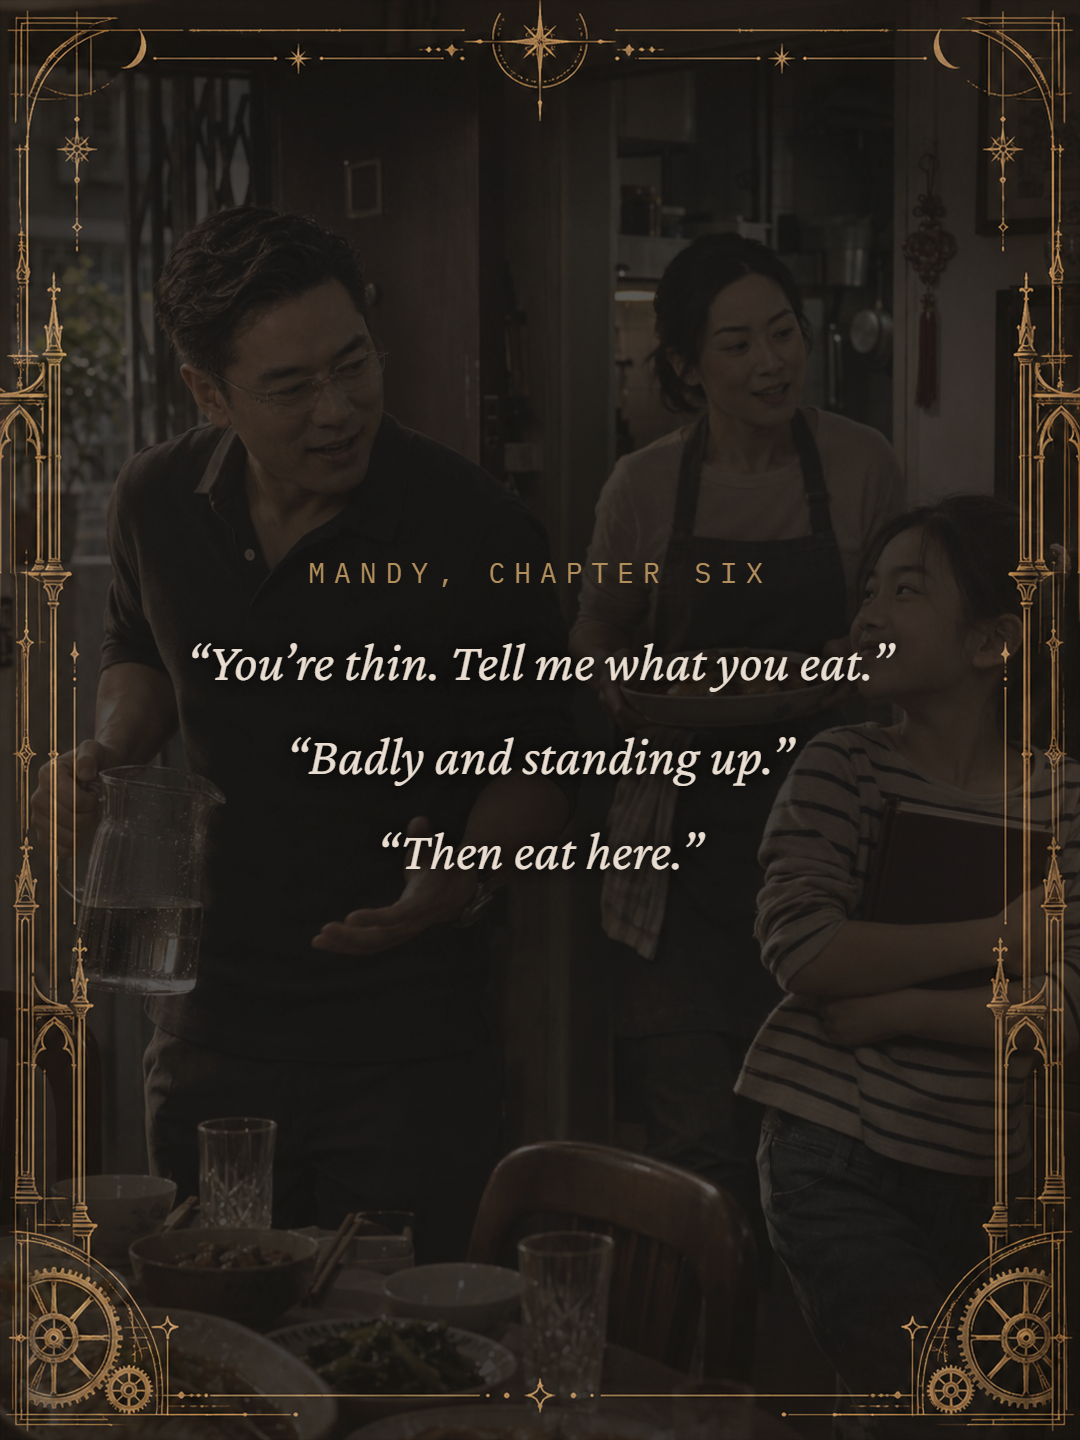 MANDY, CHAPTER SIX
“You’re thin. Tell me what you eat.”
“Badly and standing up.”
“Then eat here.”